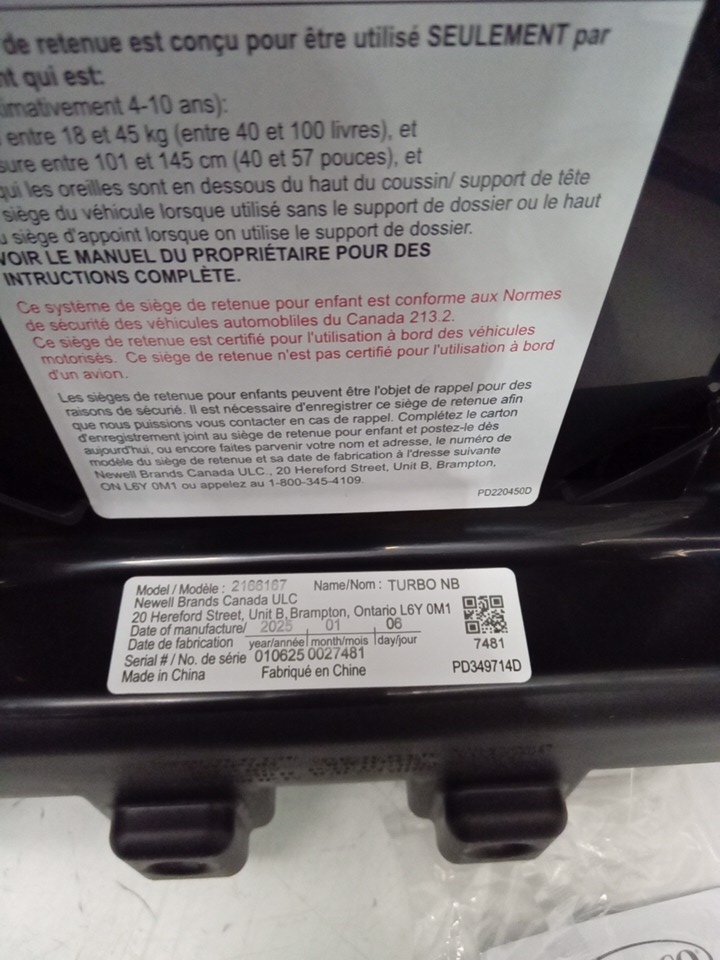 de retenue est conçu pour être utilisé SEULEMENT par
qui est:
4-10 ans):
entre 18 et 45 kg (entre 40 et 100 livres), et
entre 101 et 145 cm (40 et 57 pouces), et
les oreilles sont en dessous du haut du coussin/ support de tête
siège du véhicule lorsque utilisé sans le support de dossier ou le haut
siège d'appoint lorsque on utilise le support de dossier.
VOIR LE MANUEL DU PROPRIÉTAIRE POUR DES
INTRUCTIONS COMPLÈTE.
Ce système de siège de retenue pour enfant est conforme aux Normes
de sécurité des véhicules automobliles du Canada 213.2.
Ce siège de retenue est certifié pour l'utilisation à bord des véhicules
motorisés. Ce siège de retenue n'est pas certifié pour l'utilisation à bord
d'un avion.
Les sièges de retenue pour enfants peuvent être l'objet de rappel pour des
raisons de sécurié. Il est nécessaire d'enregistrer ce siège de retenue afin
que nous puissions vous contacter en cas de rappel. Complétez le carton
d'enregistrement joint au siège de retenue pour enfant et postez-le dès
aujourd'hui, ou encore faites parvenir votre nom et adresse, le numéro de
modèle du siège de retenue et sa date de fabrication à l'dresse suivante
Newell Brands Canada ULC., 20 Hereford Street, Unit B, Brampton,
ON L6Y 0M1 ou appelez au 1-800-345-4109.
PD220450D
Model / Modèle : 2166167 Name/Nom : TURBO NB
Newell Brands Canada ULC
20 Hereford Street, Unit B, Brampton, Ontario L6Y 0M1
Date of manufacture/ 2025 01 06
Date de fabrication year/année month/mois day/jour
7481
Serial # / No. de série 010625 0027481
Made in China Fabriqué en Chine PD349714D